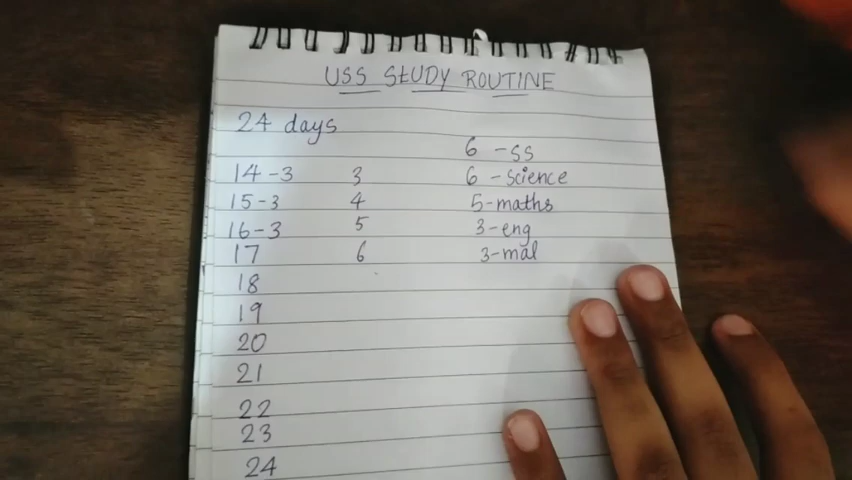 USS STUDY ROUTINE
24 days
6 - SS
14 - 3 3 6 - science
15 - 3 4 5 - maths
16 - 3 5 3 - eng
17 6 3 - mal
18
19
20
21
22
23
24